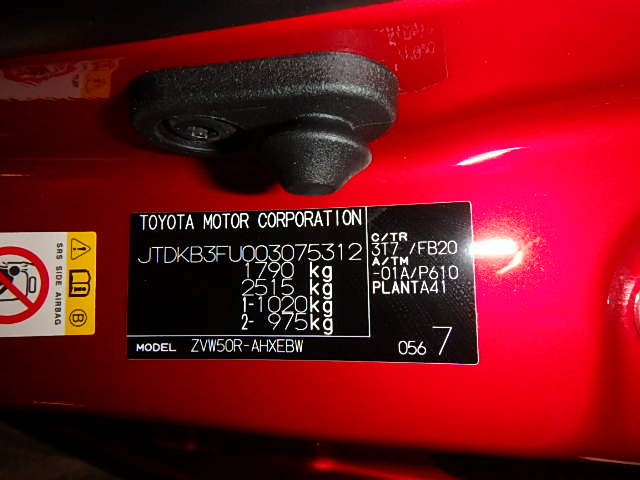 TOYOTA MOTOR CORPORATION
JTDKB3FU003075312
1790 kg
2515 kg
1-1020kg
2- 975kg
MODEL ZVW50R-AHXEBW
C/TR
3T7 /FB20
A/TM
-01A/P610
PLANTA41
056 7
SRS SIDE AIRBAG